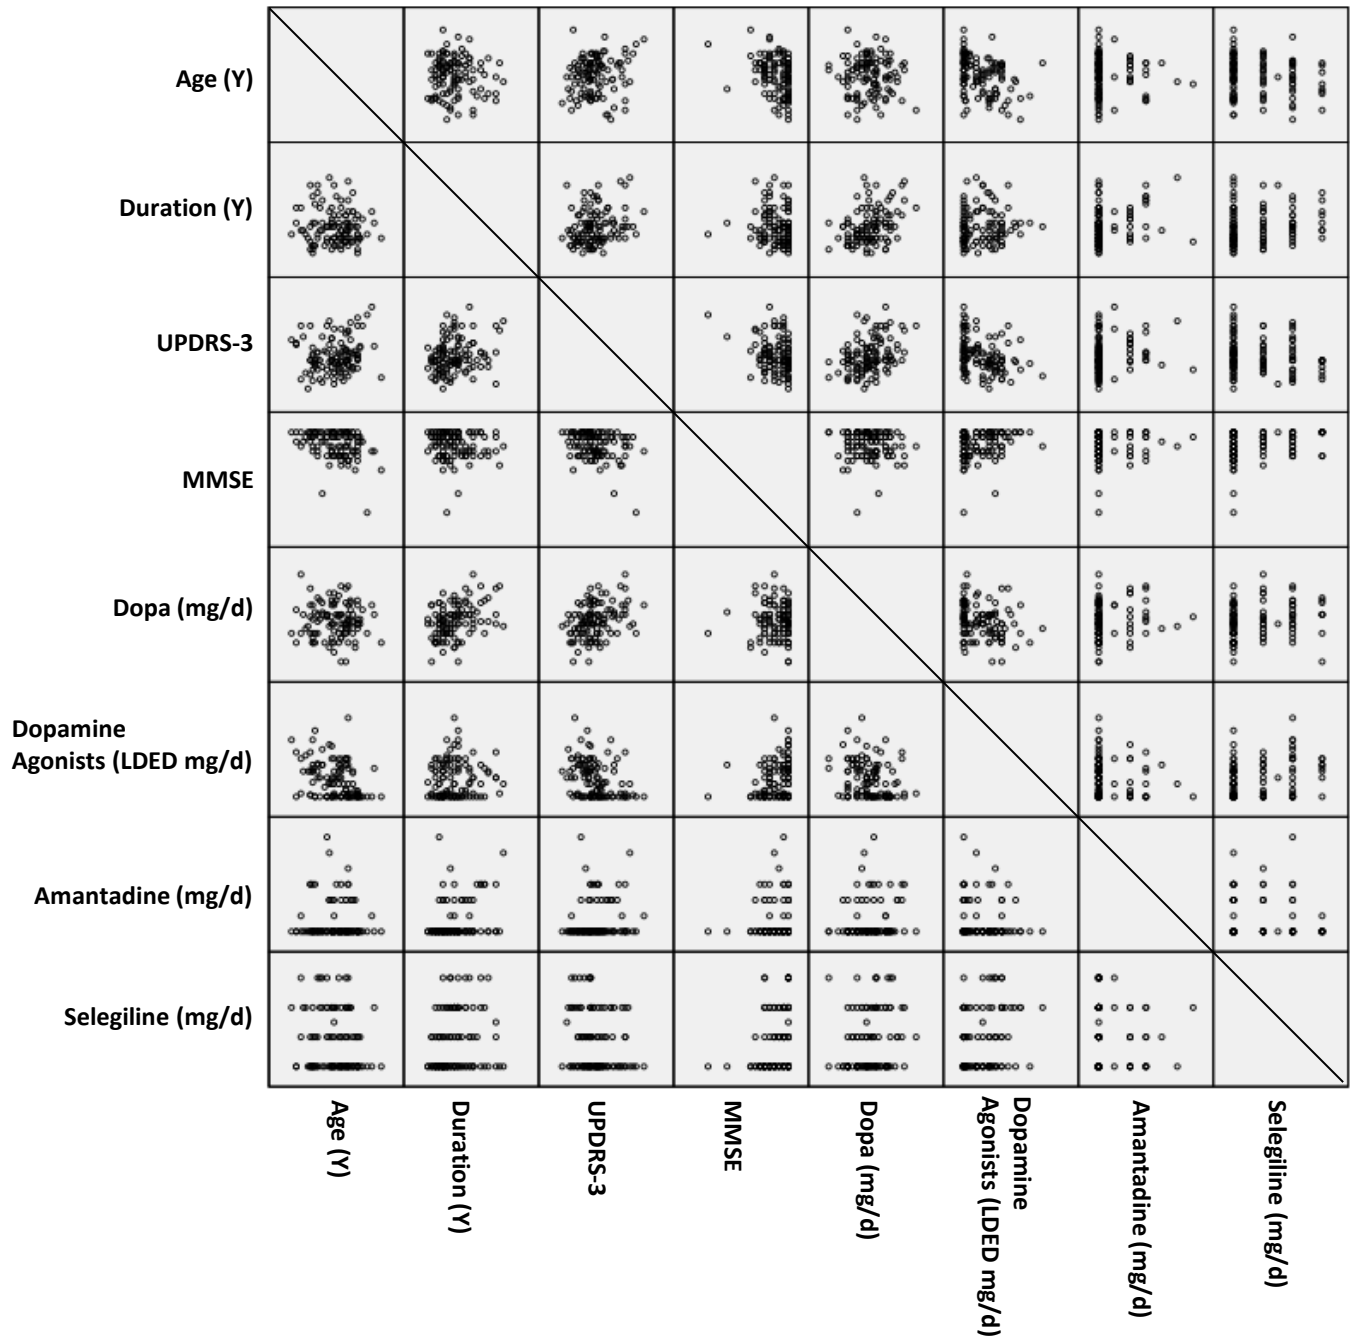 Age (Y)
Duration (Y)
UPDRS-3
MMSE
Dopa (mg/d)
Dopamine
Agonists (LDED mg/d)
Amantadine (mg/d)
Selegiline (mg/d)
Age (Y)
Duration (Y)
UPDRS-3
MMSE
Dopa (mg/d)
Dopamine
Agonists (LDED mg/d)
Amantadine (mg/d)
Selegiline (mg/d)